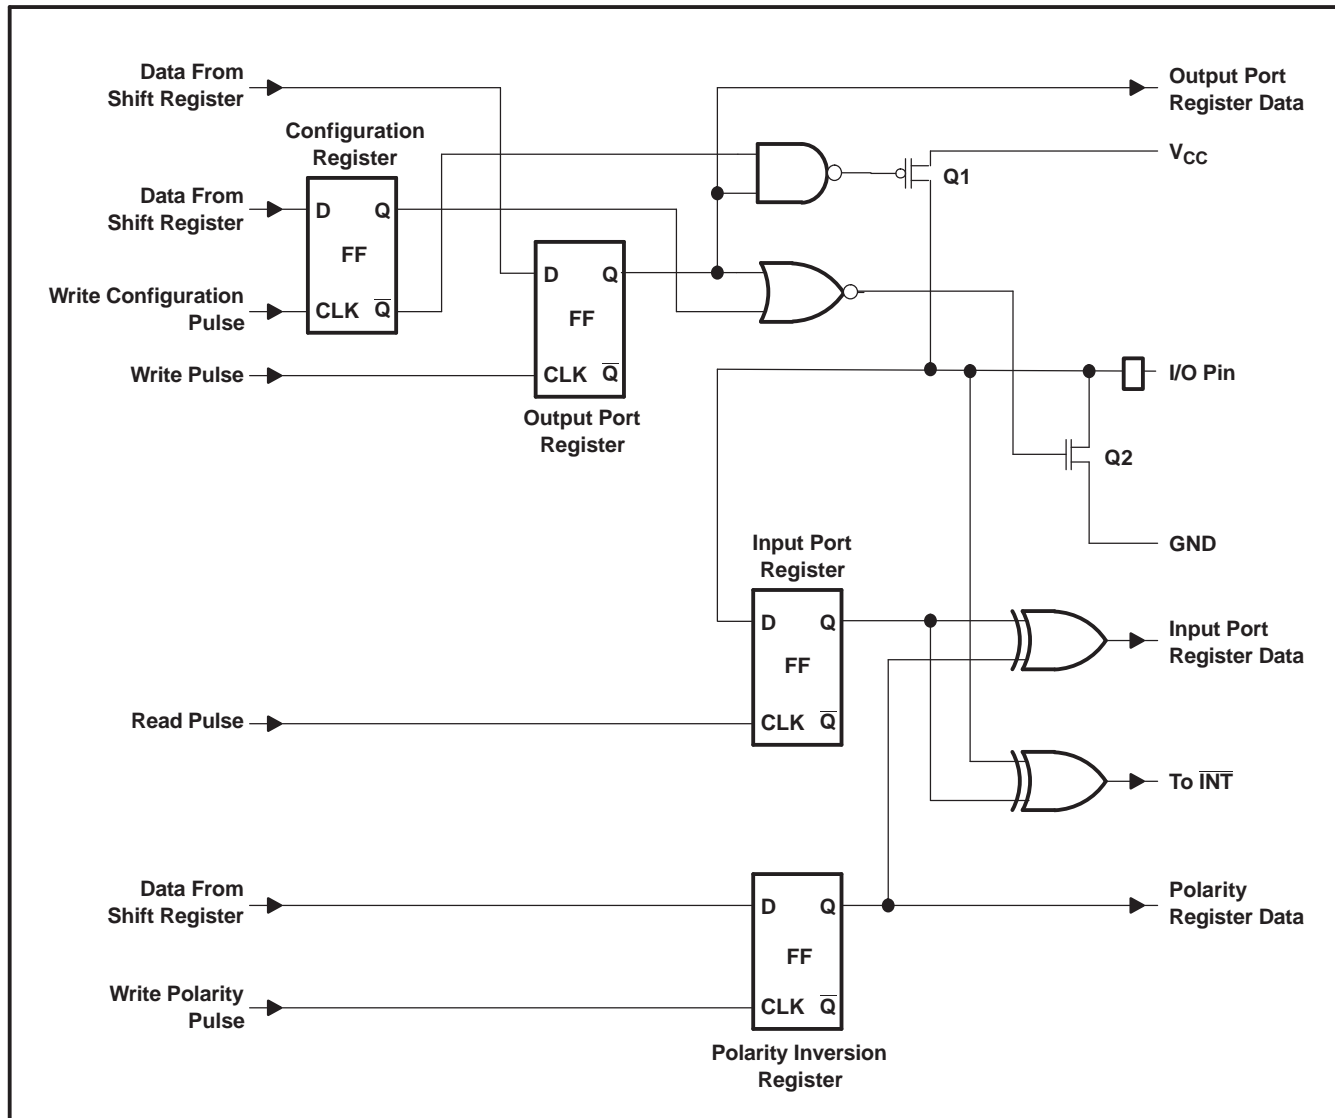 Data From
Shift Register
Output Port
Register Data
Configuration
Register
VCC
Q1
Data From
Shift Register
D
Q
FF
CLK
Q
D
Q
FF
CLK
Q
Write Configuration
Pulse
Write Pulse
Output Port
Register
I/O Pin
Q2
GND
Input Port
Register
D
Q
FF
CLK
Q
Input Port
Register Data
Read Pulse
To INT
Data From
Shift Register
D
Q
FF
CLK
Q
Polarity
Register Data
Write Polarity
Pulse
Polarity Inversion
Register